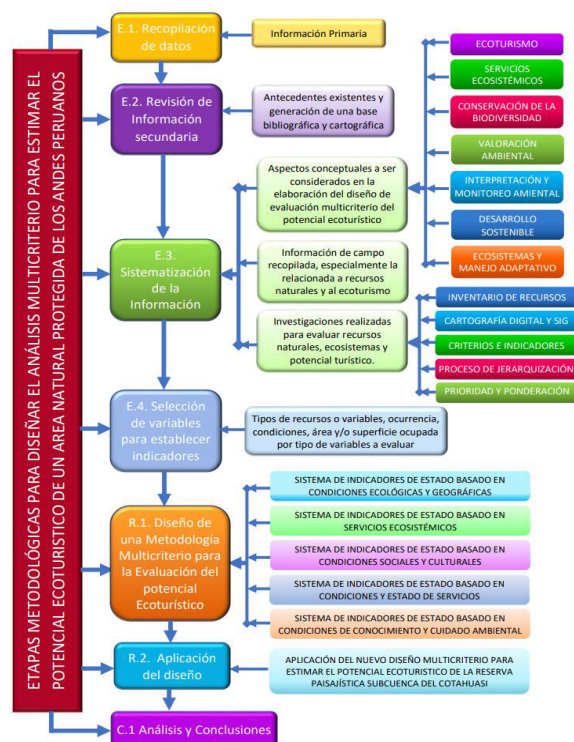 ETAPAS METODOLÓGICAS PARA DISEÑAR EL ANÁLISIS MULTICRITERIO PARA ESTIMAR EL
POTENCIAL ECOTURISTICO DE UN AREA NATURAL PROTEGIDA DE LOS ANDES PERUANOS
E.1. Recopilación
de datos
Información Primaria
E.2. Revisión de
Información
secundaria
Antecedentes existentes y
generación de una base
bibliográfica y cartográfica
E.3.
Sistematización
de la
Información
Aspectos conceptuales a ser
considerados en la
elaboración del diseño de
evaluación multicriterio del
potencial ecoturístico
ECOTURISMO
SERVICIOS
ECOSISTÉMICOS
CONSERVACIÓN DE LA
BIODIVERSIDAD
VALORACIÓN
AMBIENTAL
INTERPRETACIÓN Y
MONITOREO AMIENTAL
DESARROLLO
SOSTENIBLE
ECOSISTEMAS Y
MANEJO ADAPTATIVO
Información de campo
recopilada, especialmente la
relacionada a recursos
naturales y al ecoturismo
Investigaciones realizadas
para evaluar recursos
naturales, ecosistemas y
potencial turístico.
INVENTARIO DE RECURSOS
CARTOGRAFÍA DIGITAL Y SIG
CRITERIOS E INDICADORES
PROCESO DE JERARQUIZACIÓN
PRIORIDAD Y PONDERACIÓN
E.4. Selección de
variables para
establecer
indicadores
Tipos de recursos o variables, ocurrencia,
condiciones, área y/o superficie ocupada
por tipo de variables a evaluar
R.1. Diseño de
una Metodología
Multicriterio para
la Evaluación del
potencial
Ecoturístico
SISTEMA DE INDICADORES DE ESTADO BASADO EN
CONDICIONES ECOLÓGICAS Y GEOGRÁFICAS
SISTEMA DE INDICADORES DE ESTADO BASADO EN
SERVICIOS ECOSISTÉMICOS
SISTEMA DE INDICADORES DE ESTADO BASADO EN
CONDICIONES SOCIALES Y CULTURALES
SISTEMA DE INDICADORES DE ESTADO BASADO EN
CONDICIONES Y ESTADO DE SERVICIOS
SISTEMA DE INDICADORES DE ESTADO BASADO EN
CONDICIONES DE CONOCIMIENTO Y CUIDADO AMBIENTAL
R.2. Aplicación
del diseño
APLICACIÓN DEL NUEVO DISEÑO MULTICRITERIO PARA
ESTIMAR EL POTENCIAL ECOTURISTICO DE LA RESERVA
PAISAJÍSTICA SUBCUENCA DEL COTAHUASI
C.1 Análisis y Conclusiones